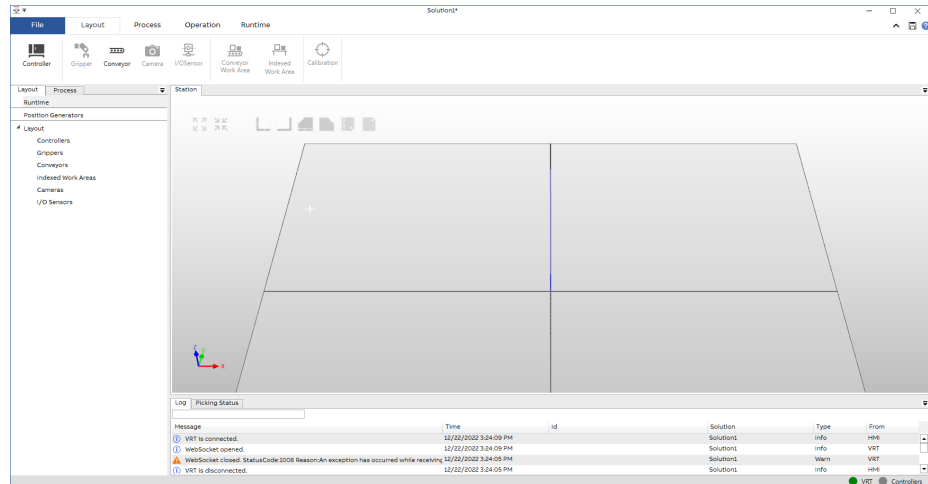 Solution1*
File Layout Process Operation Runtime
Controller Gripper Conveyor Camera I/OSensor Conveyor Work Area Indexed Work Area Calibration
Layout Process
Station
Runtime
Position Generators
Layout
Controllers
Grippers
Conveyors
Indexed Work Areas
Cameras
I/O Sensors
Z Y X
Log Picking Status
Message Time Id Solution Type From
VRT is connected. 12/22/2022 3:24:09 PM Solution1 Info HMI
WebSocket opened. 12/22/2022 3:24:09 PM Solution1 Info VRT
WebSocket closed. StatusCode:1006 Reason:An exception has occurred while receiving 12/22/2022 3:24:05 PM Solution1 Warn VRT
VRT is disconnected. 12/22/2022 3:24:05 PM Solution1 Info HMI
VRT Controllers